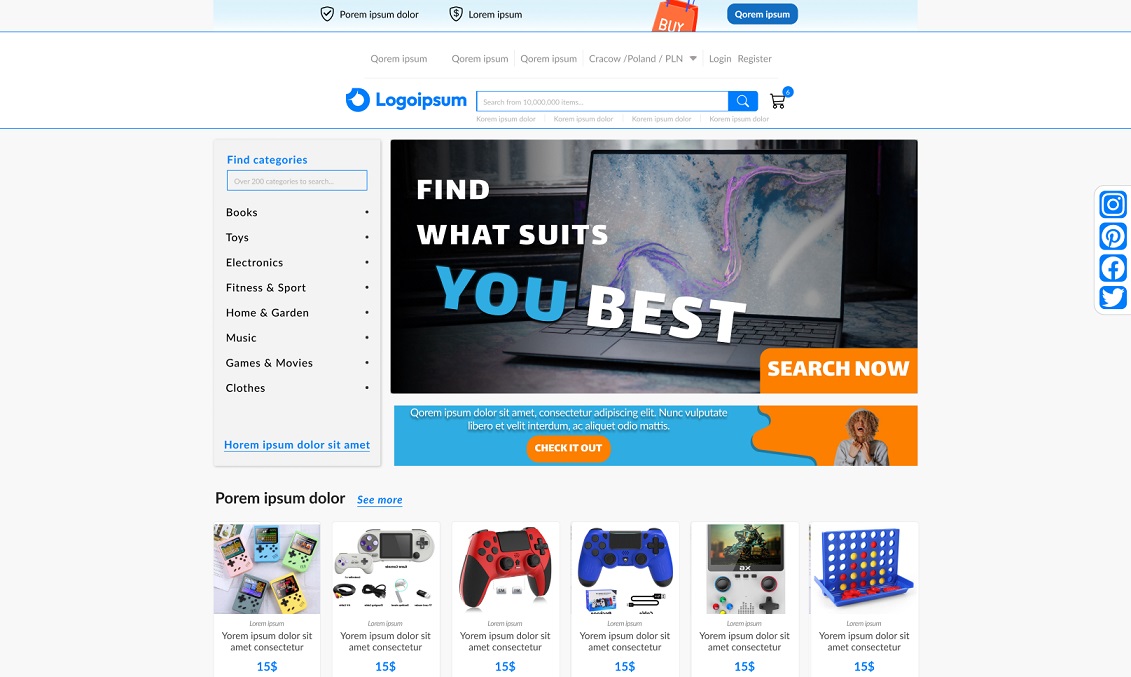 Porem ipsum dolor
Lorem ipsum
BUY
Qorem ipsum
Qorem ipsum
Qorem ipsum
Qorem ipsum
Cracow /Poland / PLN
Login
Register
Logoipsum
Search from 10,000,000 items...
6
Korem ipsum dolor
Korem ipsum dolor
Korem ipsum dolor
Korem ipsum dolor
Find categories
Over 200 categories to search...
Books
Toys
Electronics
Fitness & Sport
Home & Garden
Music
Games & Movies
Clothes
Horem ipsum dolor sit amet
FIND
WHAT SUITS
YOU BEST
SEARCH NOW
Qorem ipsum dolor sit amet, consectetur adipiscing elit. Nunc vulputate
libero et velit interdum, ac aliquet odio mattis.
CHECK IT OUT
Porem ipsum dolor
See more
Lorem ipsum
Yorem ipsum dolor sit
amet consectetur
15$
Lorem ipsum
Yorem ipsum dolor sit
amet consectetur
15$
Lorem ipsum
Yorem ipsum dolor sit
amet consectetur
15$
Lorem ipsum
Yorem ipsum dolor sit
amet consectetur
15$
Lorem ipsum
Yorem ipsum dolor sit
amet consectetur
15$
Lorem ipsum
Yorem ipsum dolor sit
amet consectetur
15$